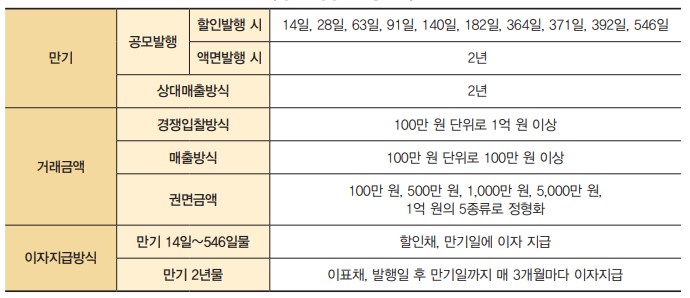 만기
공모발행
할인발행 시
14일, 28일, 63일, 91일, 140일, 182일, 364일, 371일, 392일, 546일
액면발행 시
2년
상대매출방식
2년
거래금액
경쟁입찰방식
100만 원 단위로 1억 원 이상
매출방식
100만 원 단위로 100만 원 이상
권면금액
100만 원, 500만 원, 1,000만 원, 5,000만 원,
1억 원의 5종류로 정형화
이자지급방식
만기 14일~546일물
할인채, 만기일에 이자 지급
만기 2년물
이표채, 발행일 후 만기일까지 매 3개월마다 이자지급